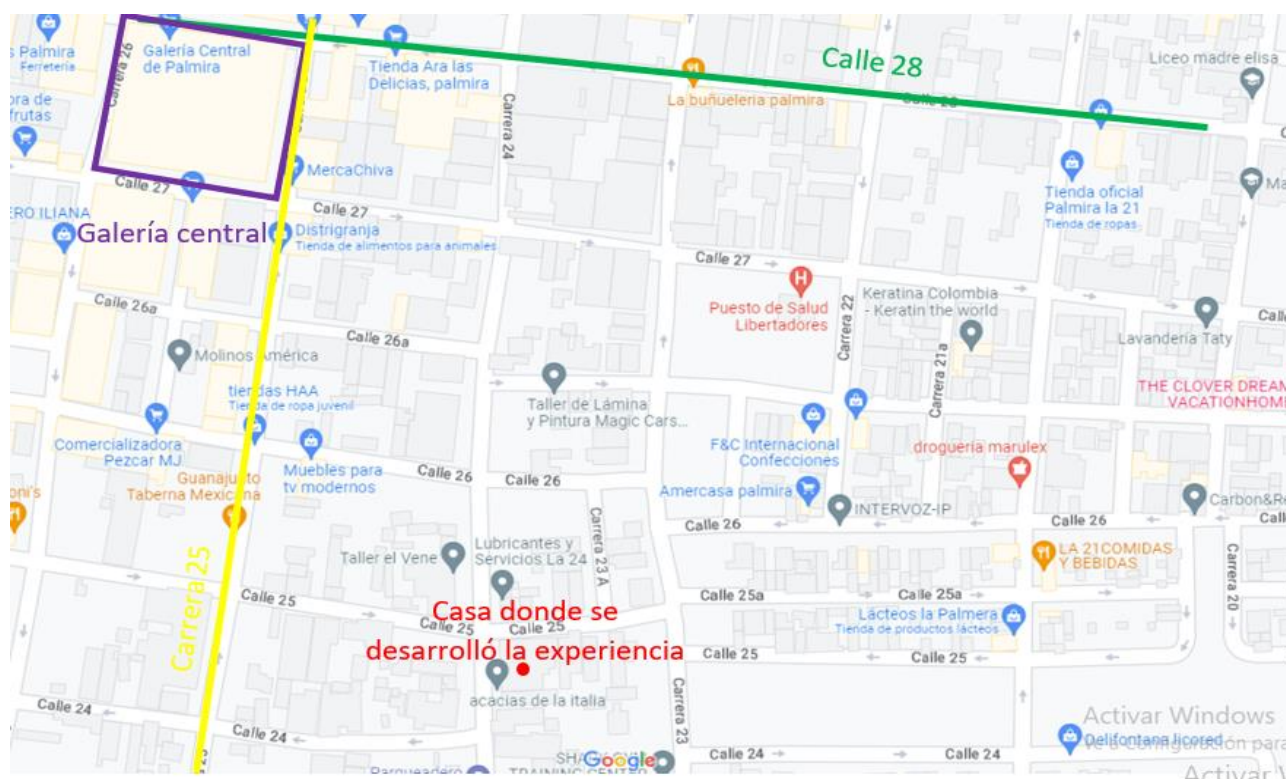 s Palmira
Ferretería
Galería Central
de Palmira
Carrera 26
Tienda Ara las
Delicias, palmira
Calle 28
Liceo madre elisa
La buñueleria palmira
Carrera 24
frutas
MercaChiva
Calle 27
Calle 27
Tienda oficial
Palmira la 21
Tienda de ropas
ERO ILIANA
Galería central
Distrigranja
Tienda de alimentos para animales
Calle 27
Puesto de Salud
Libertadores
Keratina Colombia
- Keratin the world
Calle 26a
Calle 26a
Carrera 22
Carrera 21a
Lavandería Taty
Molinos América
tiendas HAA
Tienda de ropa juvenil
Taller de Lámina
y Pintura Magic Cars...
THE CLOVER DREAM
VACATIONHOME
Comercializadora
Pezcar MJ
Muebles para
tv modernos
F&C Internacional
Confecciones
drogueria marulex
Guanajuato
Taberna Mexicana
Calle 26
Calle 26
Amercasa palmira
INTERVOZ-IP
Carbon&Re
Calle 26
Calle 26
Carrera 23 A
Taller el Vene
Lubricantes y
Servicios La 24
LA 21COMIDAS
Y BEBIDAS
Carrera 20
Carrera 25
Calle 25
Calle 25
Calle 25
Calle 25a
Calle 25a
Casa donde se
desarrolló la experiencia
Lácteos la Palmera
Tienda de productos lácteos
Calle 25
Calle 25
acacias de la italia
Carrera 23
Calle 24
Calle 24
Calle 24
Calle 24
Activar Windows
Delifontana licored
Google
Parqueadero
TRAINING CENTER